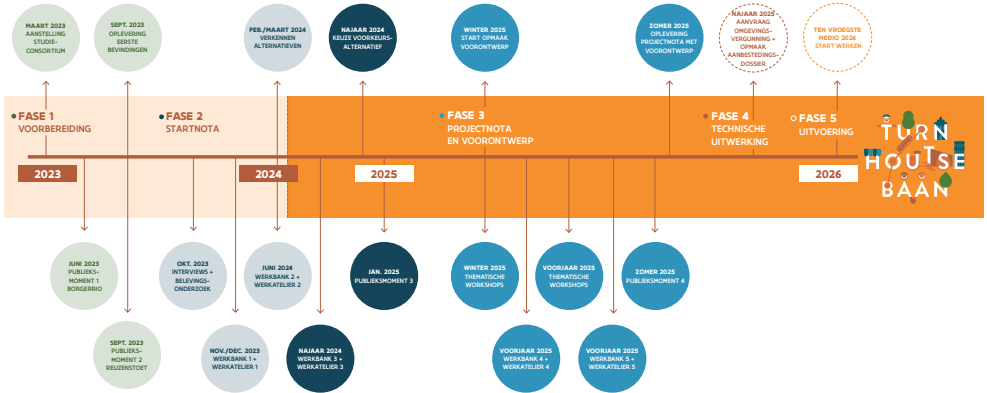 MAART 2023
AANSTELLING
STUDIE-
CONSORTIUM
SEPT. 2023
OPLEVERING
EERSTE
BEVINDINGEN
FEB./MAART 2024
VERKENNEN
ALTERNATIEVEN
NAJAAR 2024
KEUZE VOORKEURS-
ALTERNATIEF
WINTER 2025
START OPMAAK
VOORONTWERP
ZOMER 2025
OPLEVERING
PROJECTNOTA MET
VOORONTWERP
NAJAAR 2025
AANVRAAG
OMGEVINGS-
VERGUNNING +
OPMAAK
AANBESTEDINGS-
DOSSIER
TEN VROEGSTE
MEDIO 2026
START WERKEN
FASE 1
VOORBEREIDING
FASE 2
STARTNOTA
FASE 3
PROJECTNOTA
EN VOORONTWERP
FASE 4
TECHNISCHE
UITWERKING
FASE 5
UITVOERING
TURN
HOUTSE
BAAN
2023
2024
2025
2026
JUNI 2023
PUBLIEKS-
MOMENT 1
BORGERRIO
OKT. 2023
INTERVIEWS +
BELEVINGS-
ONDERZOEK
JUNI 2024
WERKBANK 2 +
WERKATELIER 2
JAN. 2025
PUBLIEKSMOMENT 3
WINTER 2025
THEMATISCHE
WORKSHOPS
VOORJAAR 2025
THEMATISCHE
WORKSHOPS
ZOMER 2025
PUBLIEKSMOMENT 4
SEPT. 2023
PUBLIEKS-
MOMENT 2
REUZENSTOET
NOV./DEC. 2023
WERKBANK 1 +
WERKATELIER 1
NAJAAR 2024
WERKBANK 3 +
WERKATELIER 3
VOORJAAR 2025
WERKBANK 4 +
WERKATELIER 4
VOORJAAR 2025
WERKBANK 5 +
WERKATELIER 5